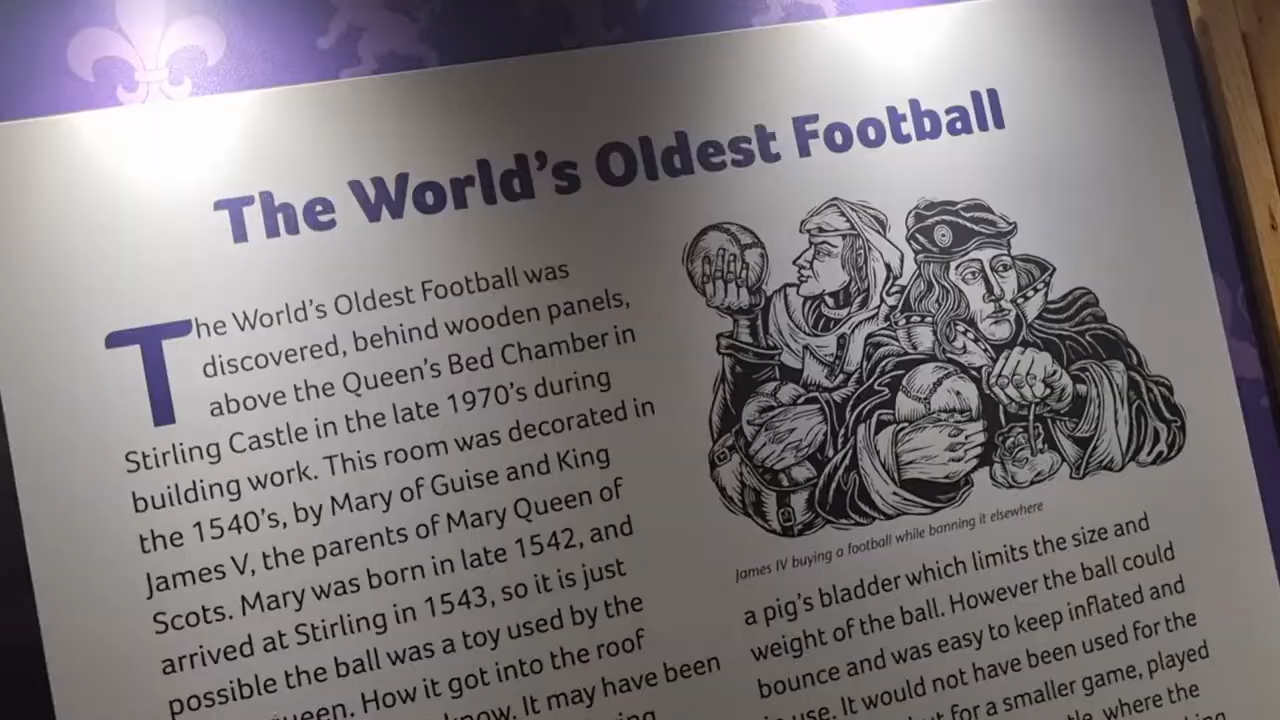 The World's Oldest Football
The World's Oldest Football was
discovered, behind wooden panels,
above the Queen's Bed Chamber in
Stirling Castle in the late 1970's during
building work. This room was decorated in
the 1540's, by Mary of Guise and King
James V, the parents of Mary Queen of
Scots. Mary was born in late 1542, and
arrived at Stirling in 1543, so it is just
possible the ball was a toy used by the
How it got into the roof
It may have been
James IV buying a football while banning it elsewhere
a pig's bladder which limits the size and
weight of the ball. However the ball could
bounce and was easy to keep inflated and
use. It would not have been used for the
for a smaller game, played
where the